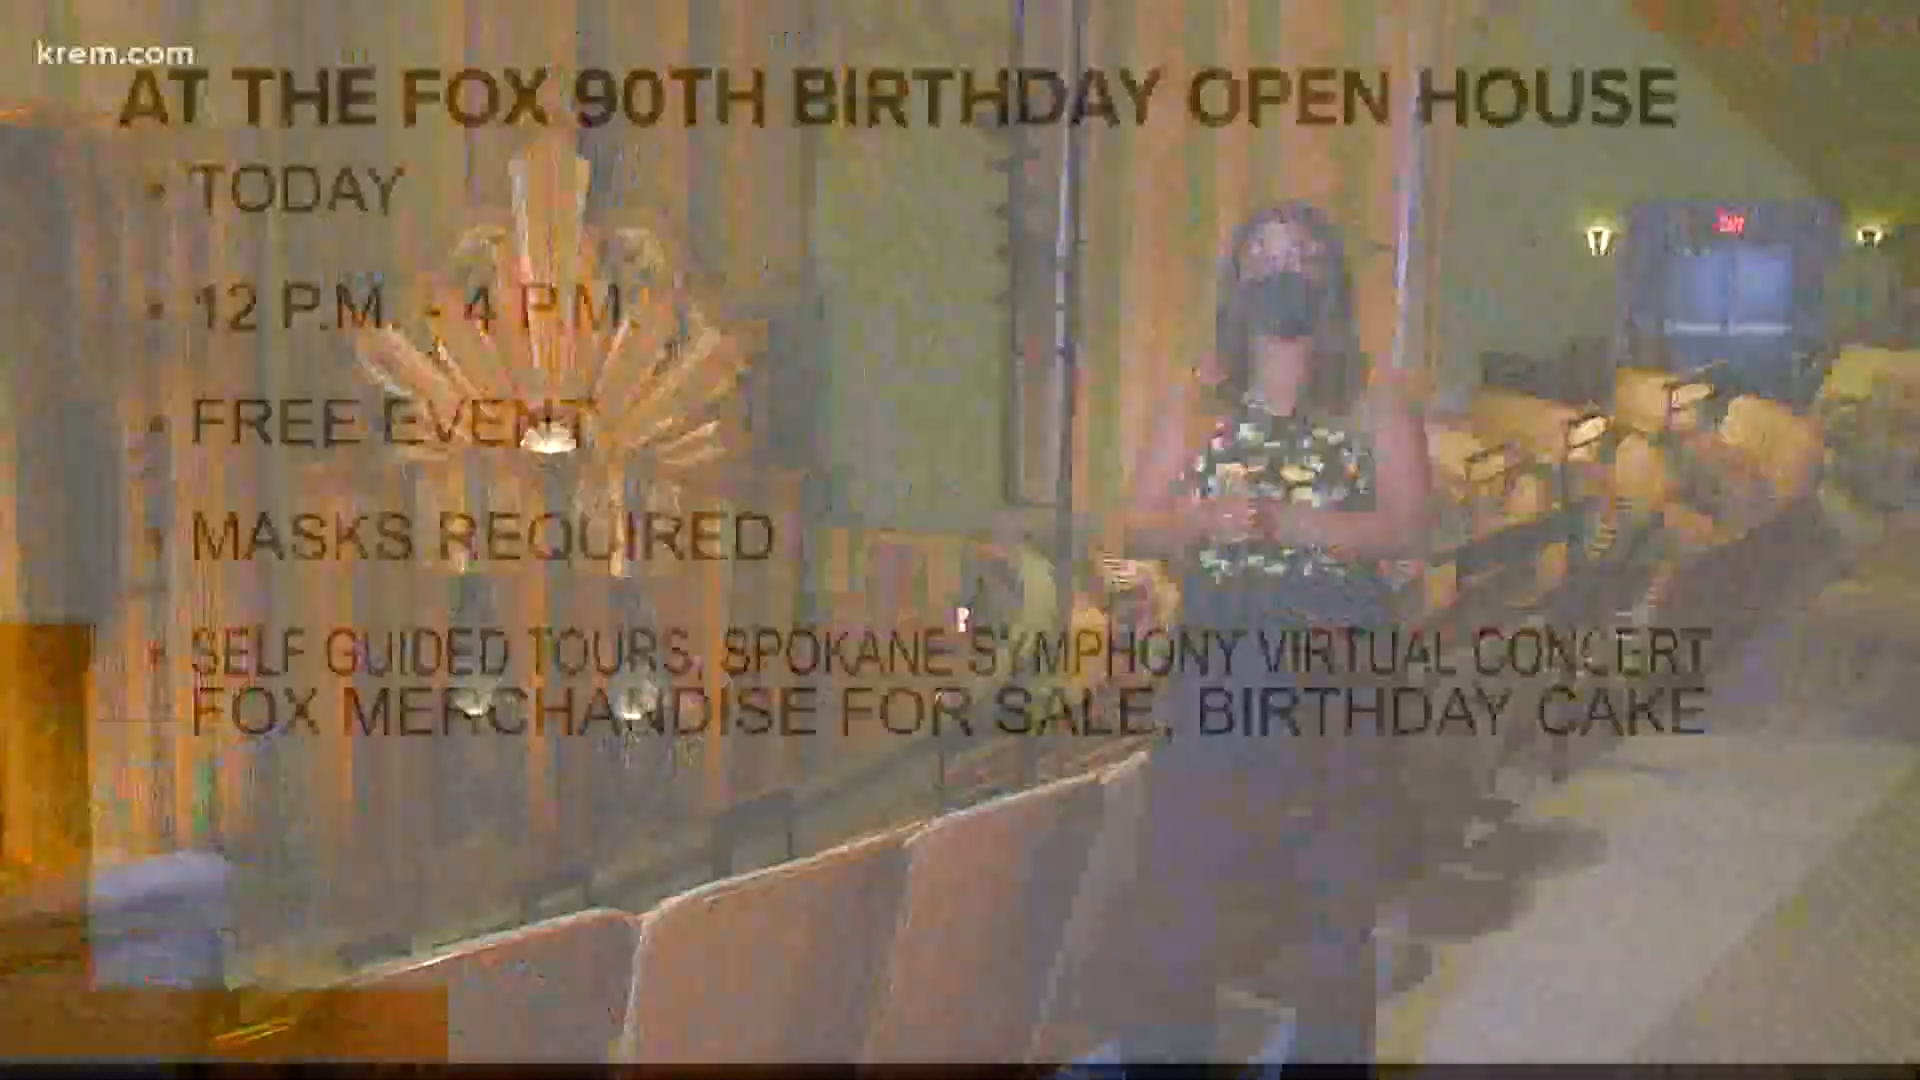 krem.com
AT THE FOX 90TH BIRTHDAY OPEN HOUSE
• TODAY
• 12 P.M. - 4 P.M.
• FREE EVENT
• MASKS REQUIRED
• SELF GUIDED TOURS, SPOKANE SYMPHONY VIRTUAL CONCERT
FOX MERCHANDISE FOR SALE, BIRTHDAY CAKE
EXIT